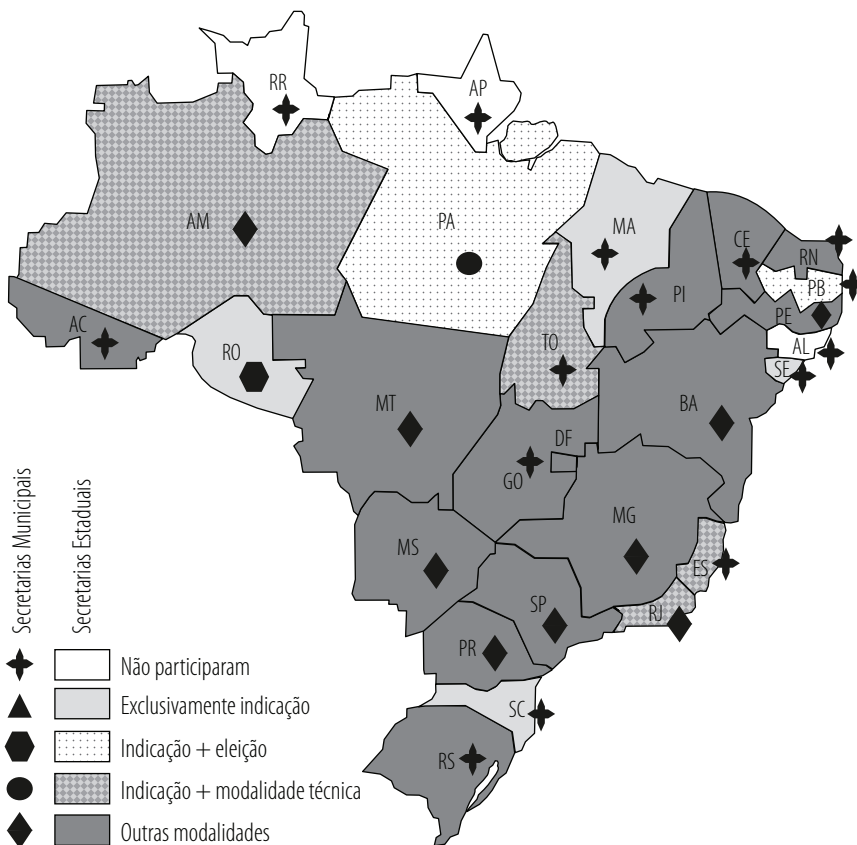 RR
AP
AM
PA
MA
CE
RN
PB
PI
PE
AC
TO
AL
RO
SE
MT
BA
DF
GO
MG
MS
ES
SP
RJ
PR
SC
RS
Secretarias Municipais
Secretarias Estaduais
Não participaram
Exclusivamente indicação
Indicação + eleição
Indicação + modalidade técnica
Outras modalidades